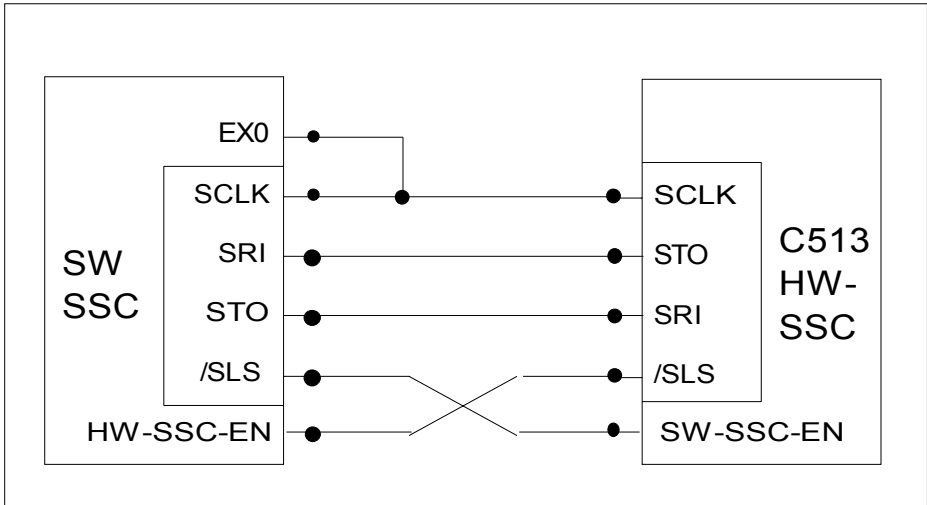 EX0
SCLK
SRI
STO
/SLS
HW-SSC-EN
SW
SSC
SCLK
STO
SRI
/SLS
SW-SSC-EN
C513
HW-
SSC